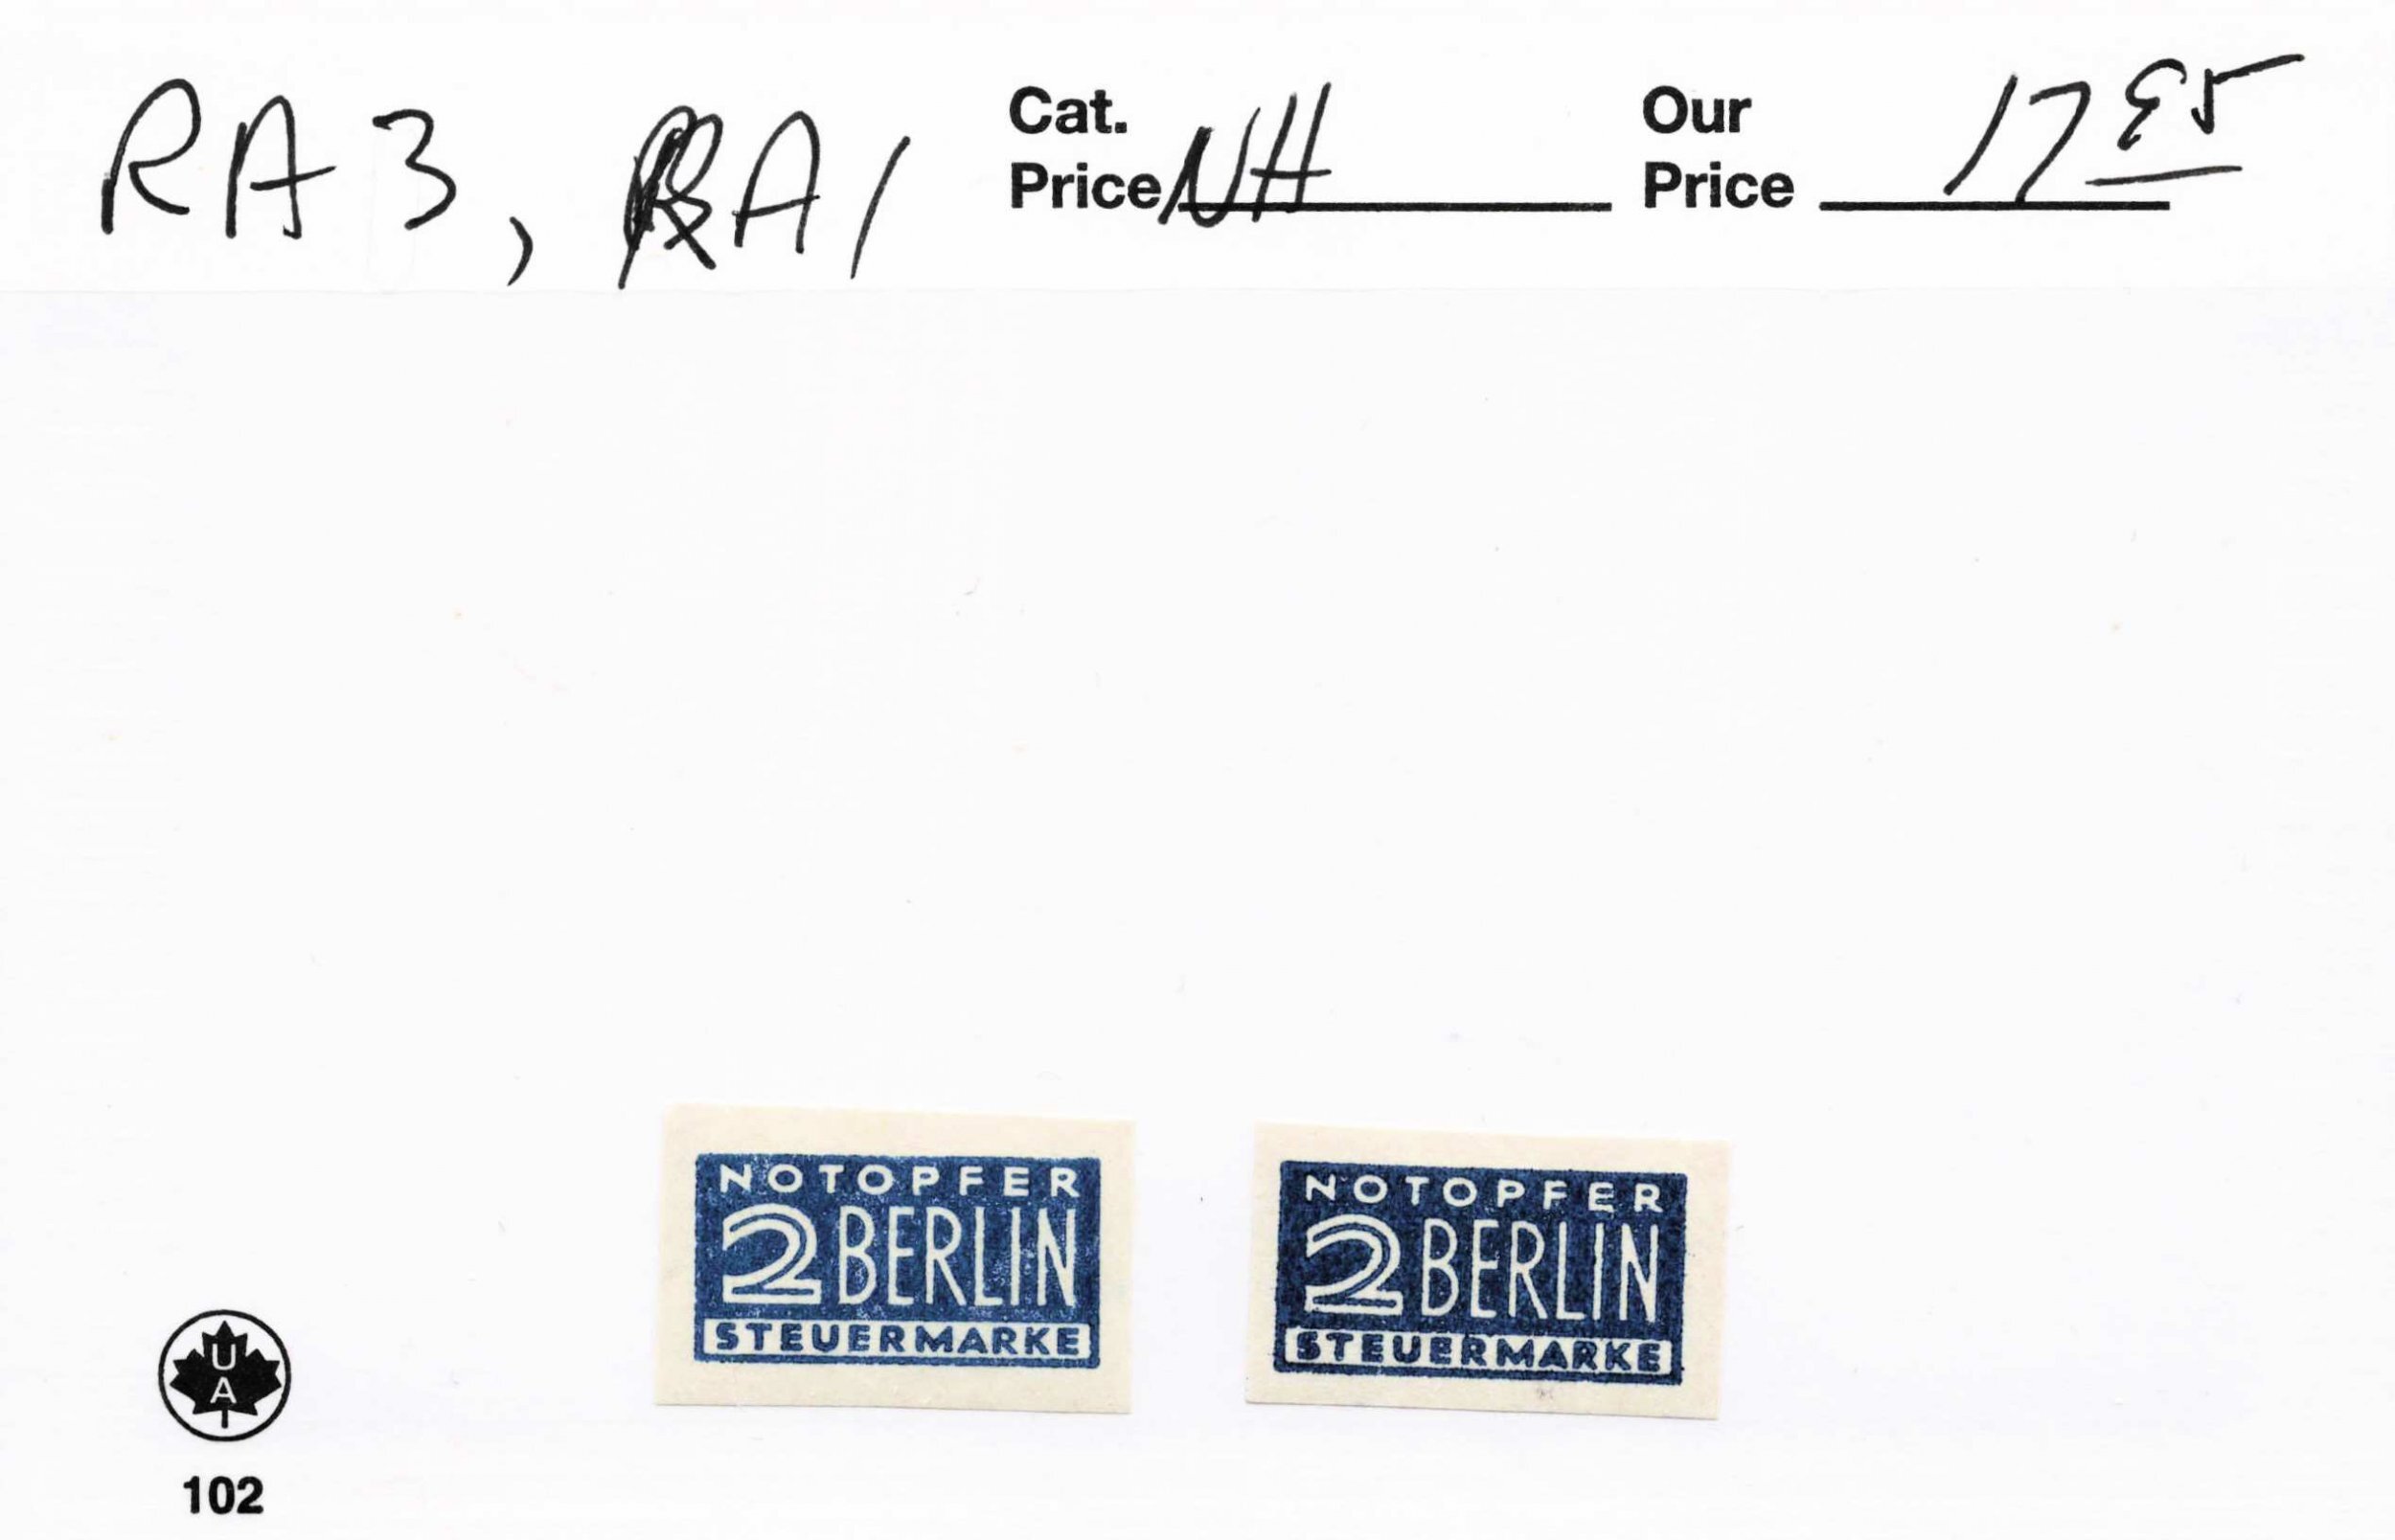 RA3, RA1
Cat. Price NH
Our Price 17 85
NOTOPFER
2 BERLIN
STEUERMARKE
NOTOPFER
2 BERLIN
STEUERMARKE
U
A
102